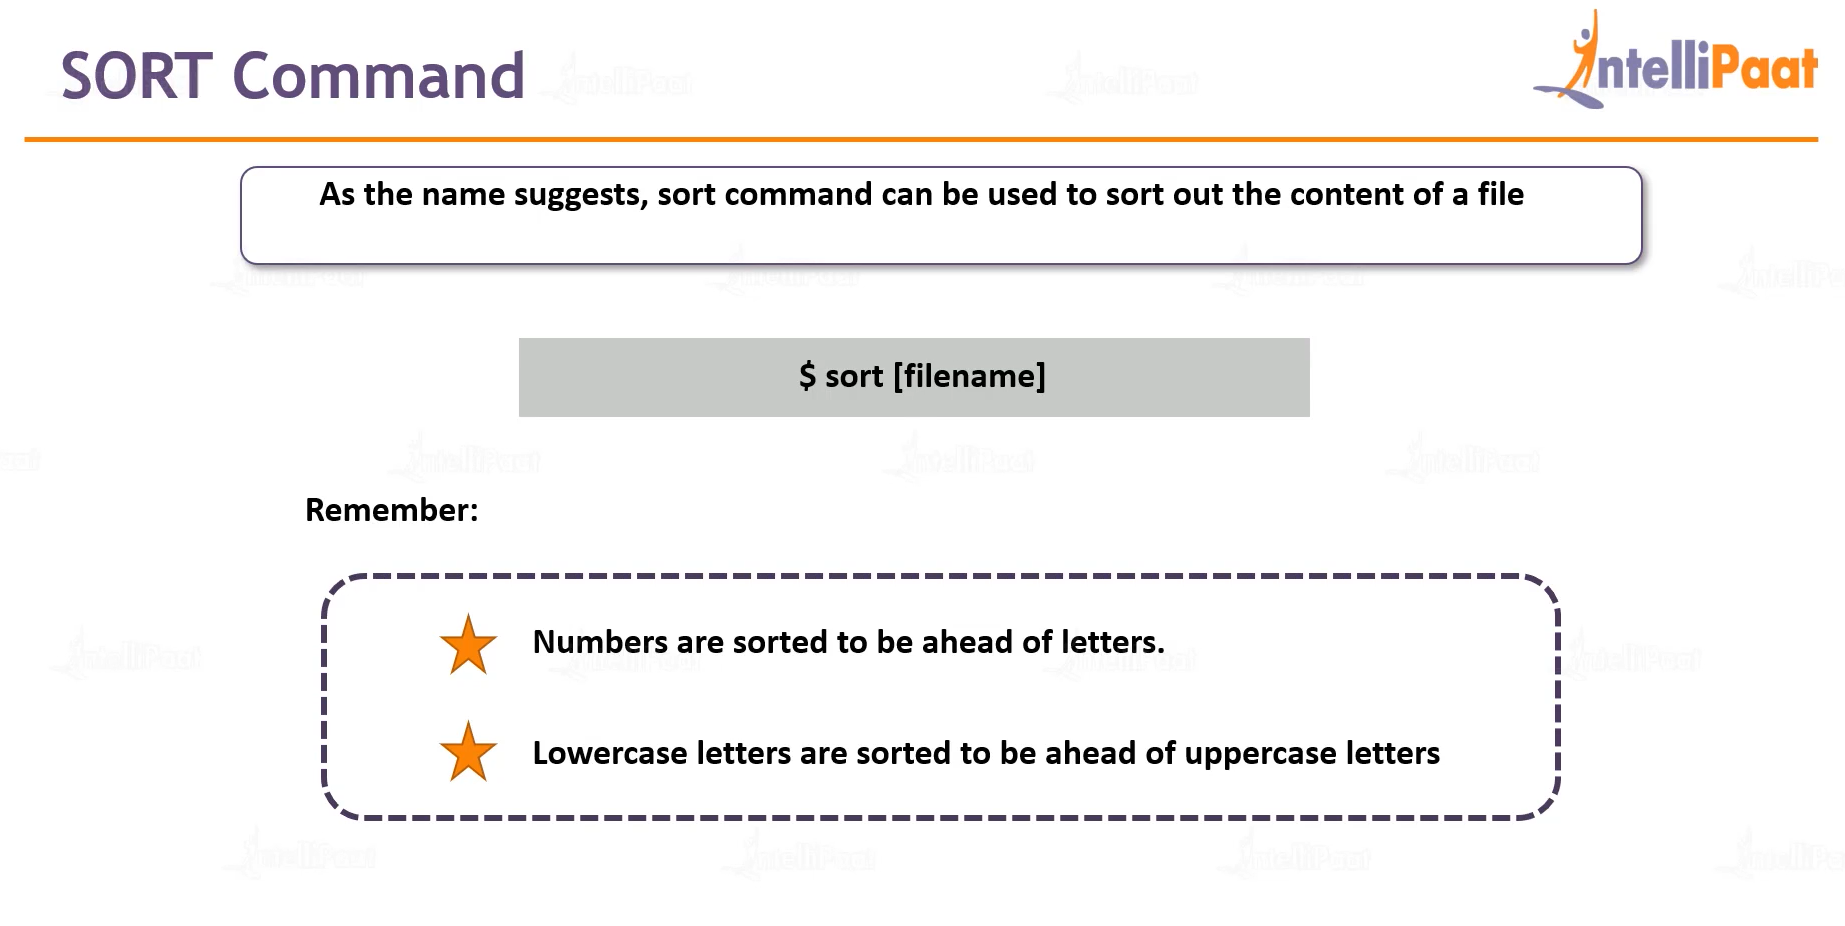 SORT Command
IntelliPaat
As the name suggests, sort command can be used to sort out the content of a file
$ sort [filename]
Remember:
Numbers are sorted to be ahead of letters.
Lowercase letters are sorted to be ahead of uppercase letters